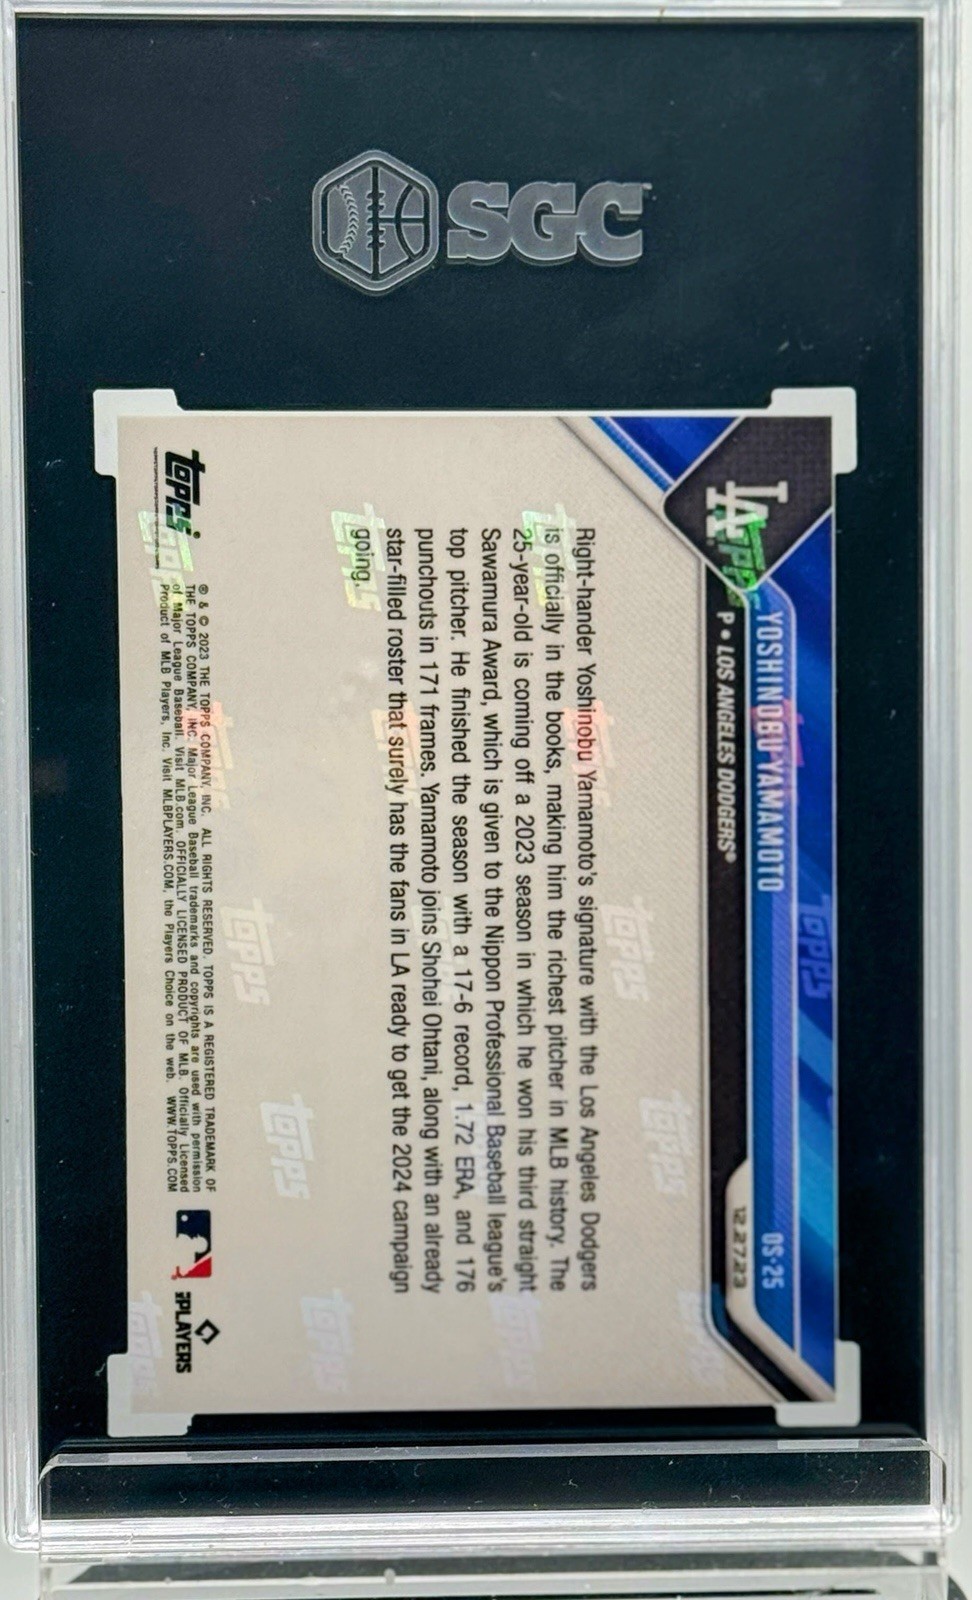 SGC
LA
YOSHINOBU YAMAMOTO
OS-25
P • LOS ANGELES DODGERS®
12.27.23
Right-hander Yoshinobu Yamamoto's signature with the Los Angeles Dodgers
is officially in the books, making him the richest pitcher in MLB history. The
25-year-old is coming off a 2023 season in which he won his third straight
Sawamura Award, which is given to the Nippon Professional Baseball league's
top pitcher. He finished the season with a 17-6 record, 1.72 ERA, and 176
punchouts in 171 frames. Yamamoto joins Shohei Ohtani, along with an already
star-filled roster that surely has the fans in LA ready to get the 2024 campaign
going.
topps
® & © 2023 THE TOPPS COMPANY, INC. ALL RIGHTS RESERVED. TOPPS IS A REGISTERED TRADEMARK OF
THE TOPPS COMPANY, INC. Major League Baseball trademarks and copyrights are used with permission
of Major League Baseball. Visit MLB.com. OFFICIALLY LICENSED PRODUCT OF MLB. Officially Licensed
Product of MLB Players, Inc. Visit MLBPLAYERS.COM, the Players Choice on the web. WWW.TOPPS.COM
PLAYERS